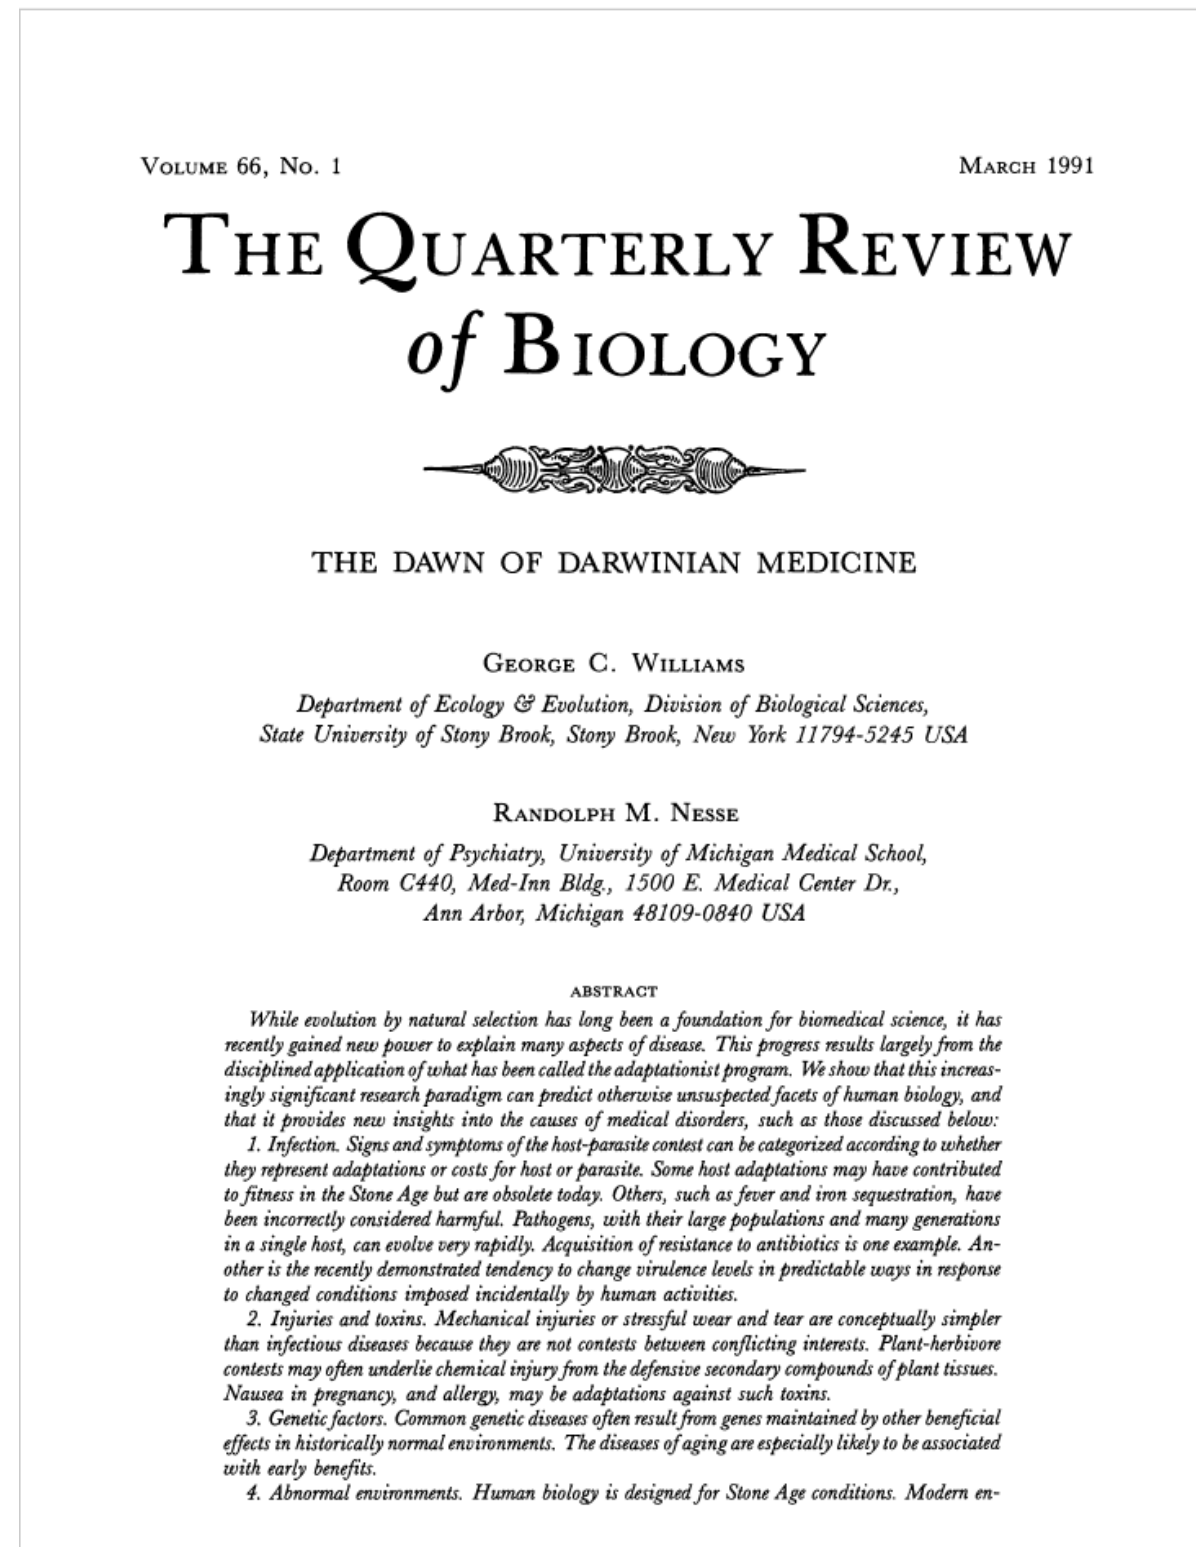 VOLUME 66, NO. 1 MARCH 1991
THE QUARTERLY REVIEW
of BIOLOGY
THE DAWN OF DARWINIAN MEDICINE
GEORGE C. WILLIAMS
Department of Ecology & Evolution, Division of Biological Sciences,
State University of Stony Brook, Stony Brook, New York 11794-5245 USA
RANDOLPH M. NESSE
Department of Psychiatry, University of Michigan Medical School,
Room C440, Med-Inn Bldg., 1500 E. Medical Center Dr.,
Ann Arbor, Michigan 48109-0840 USA
ABSTRACT
While evolution by natural selection has long been a foundation for biomedical science, it has
recently gained new power to explain many aspects of disease. This progress results largely from the
disciplined application of what has been called the adaptationist program. We show that this increas-
ingly significant research paradigm can predict otherwise unsuspected facets of human biology, and
that it provides new insights into the causes of medical disorders, such as those discussed below:
1. Infection. Signs and symptoms of the host-parasite contest can be categorized according to whether
they represent adaptations or costs for host or parasite. Some host adaptations may have contributed
to fitness in the Stone Age but are obsolete today. Others, such as fever and iron sequestration, have
been incorrectly considered harmful. Pathogens, with their large populations and many generations
in a single host, can evolve very rapidly. Acquisition of resistance to antibiotics is one example. An-
other is the recently demonstrated tendency to change virulence levels in predictable ways in response
to changed conditions imposed incidentally by human activities.
2. Injuries and toxins. Mechanical injuries or stressful wear and tear are conceptually simpler
than infectious diseases because they are not contests between conflicting interests. Plant-herbivore
contests may often underlie chemical injury from the defensive secondary compounds of plant tissues.
Nausea in pregnancy, and allergy, may be adaptations against such toxins.
3. Genetic factors. Common genetic diseases often result from genes maintained by other beneficial
effects in historically normal environments. The diseases of aging are especially likely to be associated
with early benefits.
4. Abnormal environments. Human biology is designed for Stone Age conditions. Modern en-